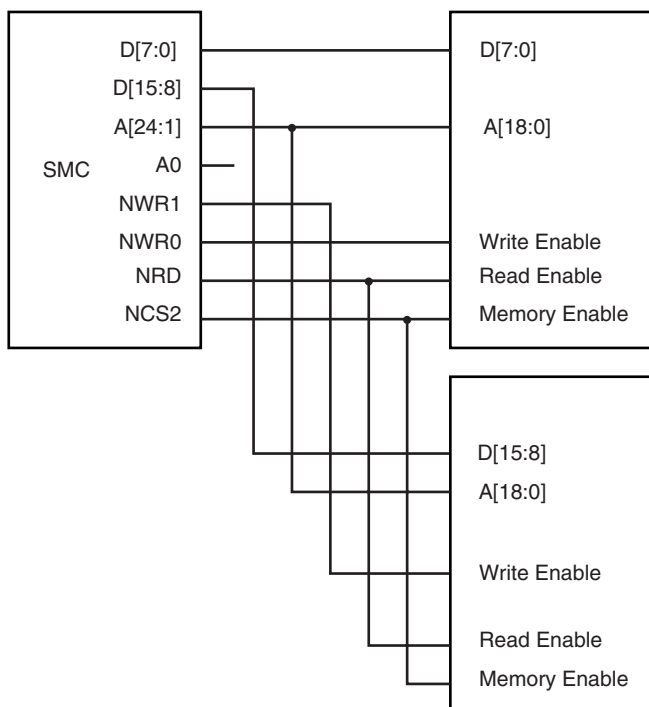 D[7:0]
D[15:8]
A[24:1]
SMC
A0
NWR1
NWR0
NRD
NCS2
D[7:0]
A[18:0]
Write Enable
Read Enable
Memory Enable
D[15:8]
A[18:0]
Write Enable
Read Enable
Memory Enable